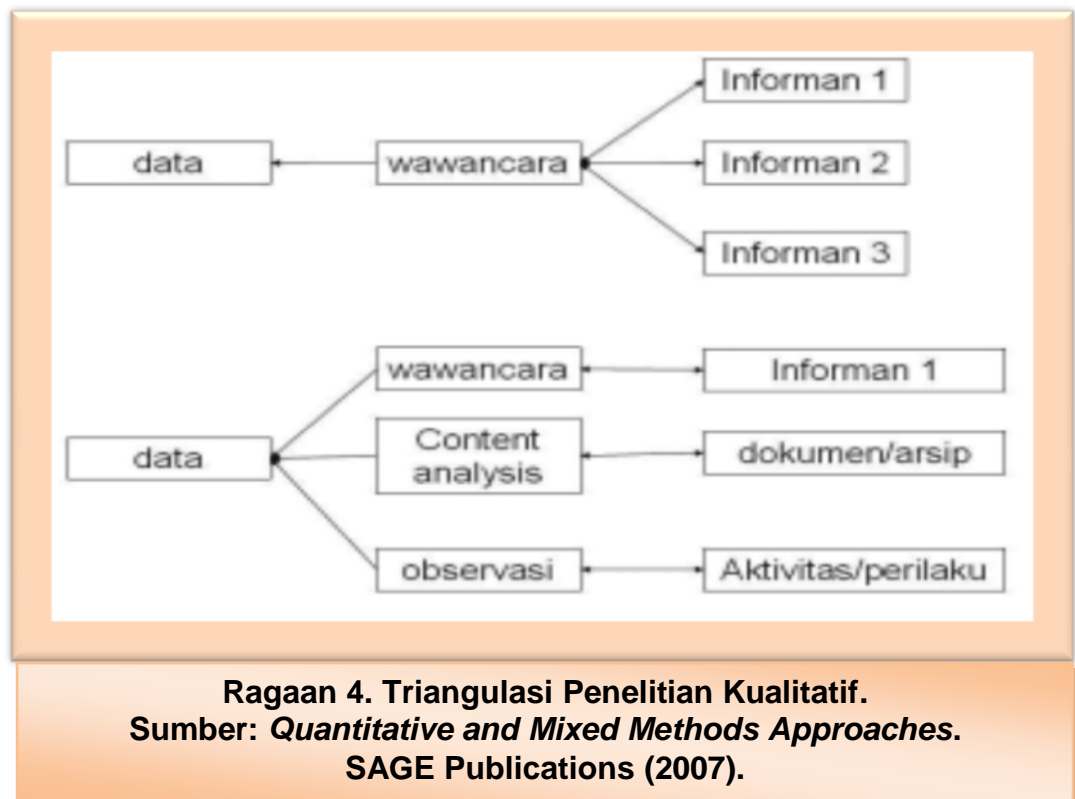 Informan 1
data wawancara Informan 2
Informan 3
wawancara Informan 1
data Content analysis dokumen/arsip
observasi Aktivitas/perilaku
Ragaan 4. Triangulasi Penelitian Kualitatif.
Sumber: Quantitative and Mixed Methods Approaches.
SAGE Publications (2007).